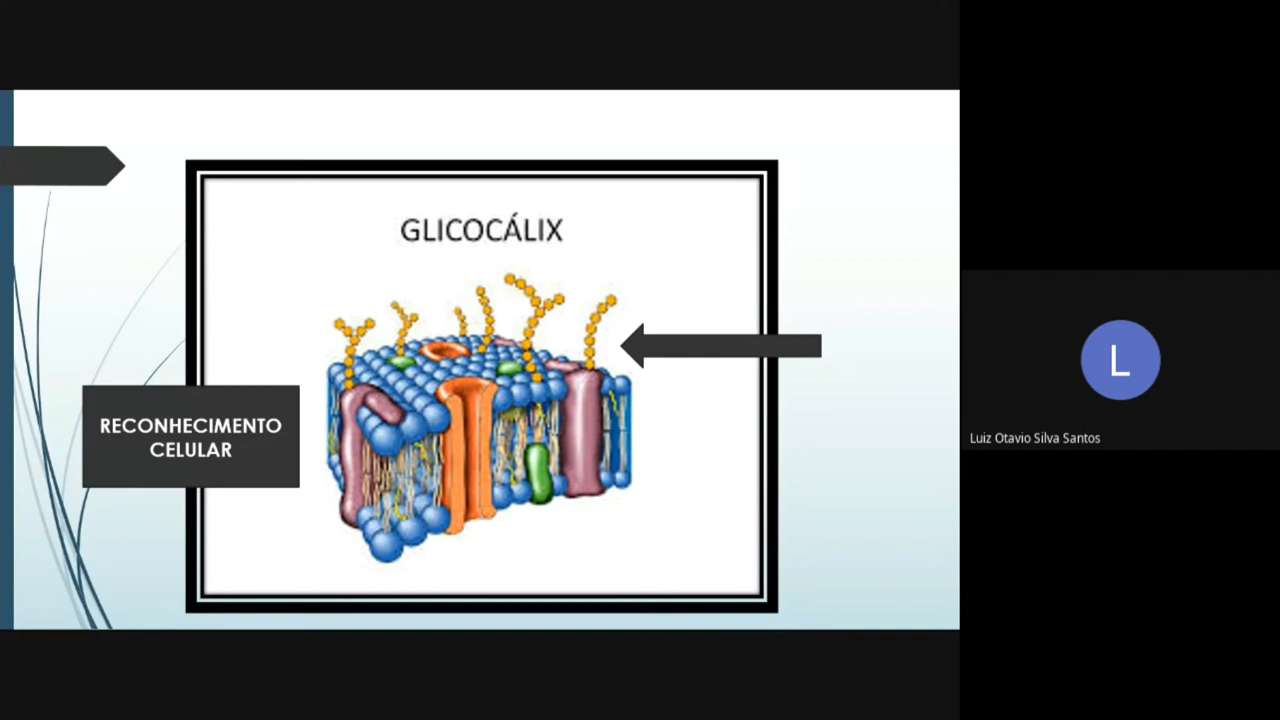 GLICOCÁLIX
RECONHECIMENTO
CELULAR
L
Luiz Otavio Silva Santos